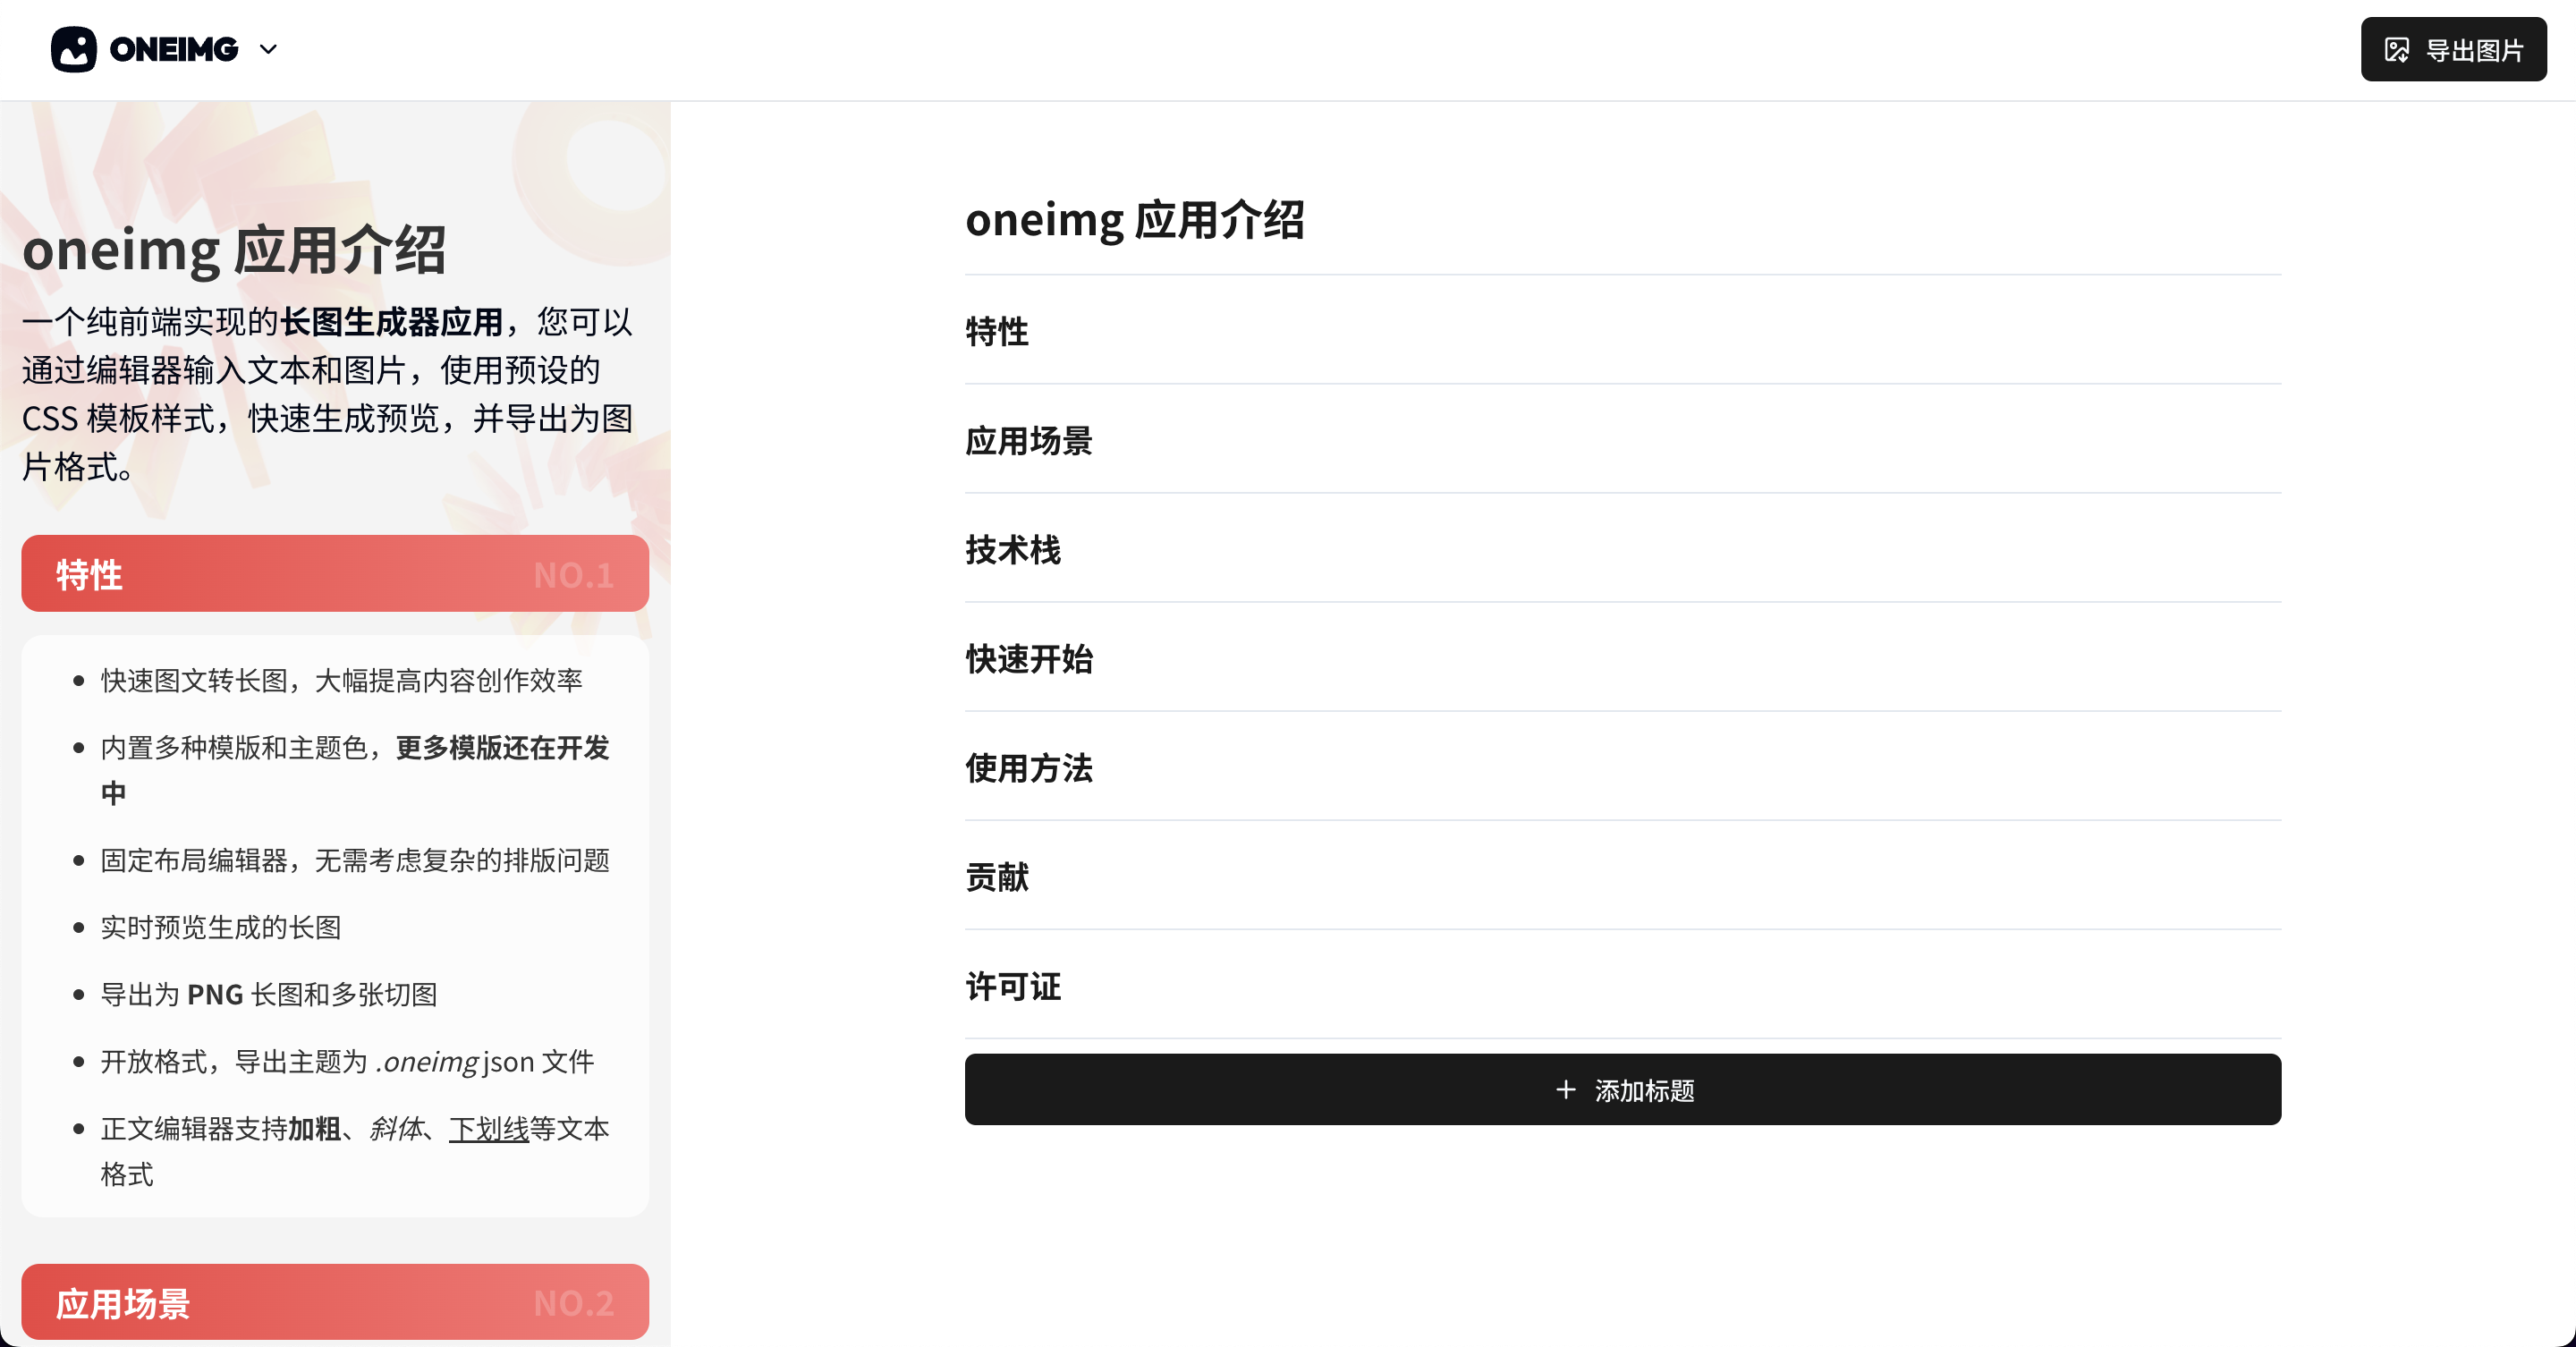 ONEIMG
导出图片
oneimg 应用介绍
一个纯前端实现的长图生成器应用，您可以
通过编辑器输入文本和图片，使用预设的
CSS 模板样式，快速生成预览，并导出为图
片格式。
特性 NO.1
快速图文转长图，大幅提高内容创作效率
内置多种模版和主题色，更多模版还在开发
中
固定布局编辑器，无需考虑复杂的排版问题
实时预览生成的长图
导出为 PNG 长图和多张切图
开放格式，导出主题为 .oneimg json 文件
正文编辑器支持加粗、斜体、下划线等文本
格式
应用场景 NO.2
oneimg 应用介绍
特性
应用场景
技术栈
快速开始
使用方法
贡献
许可证
添加标题